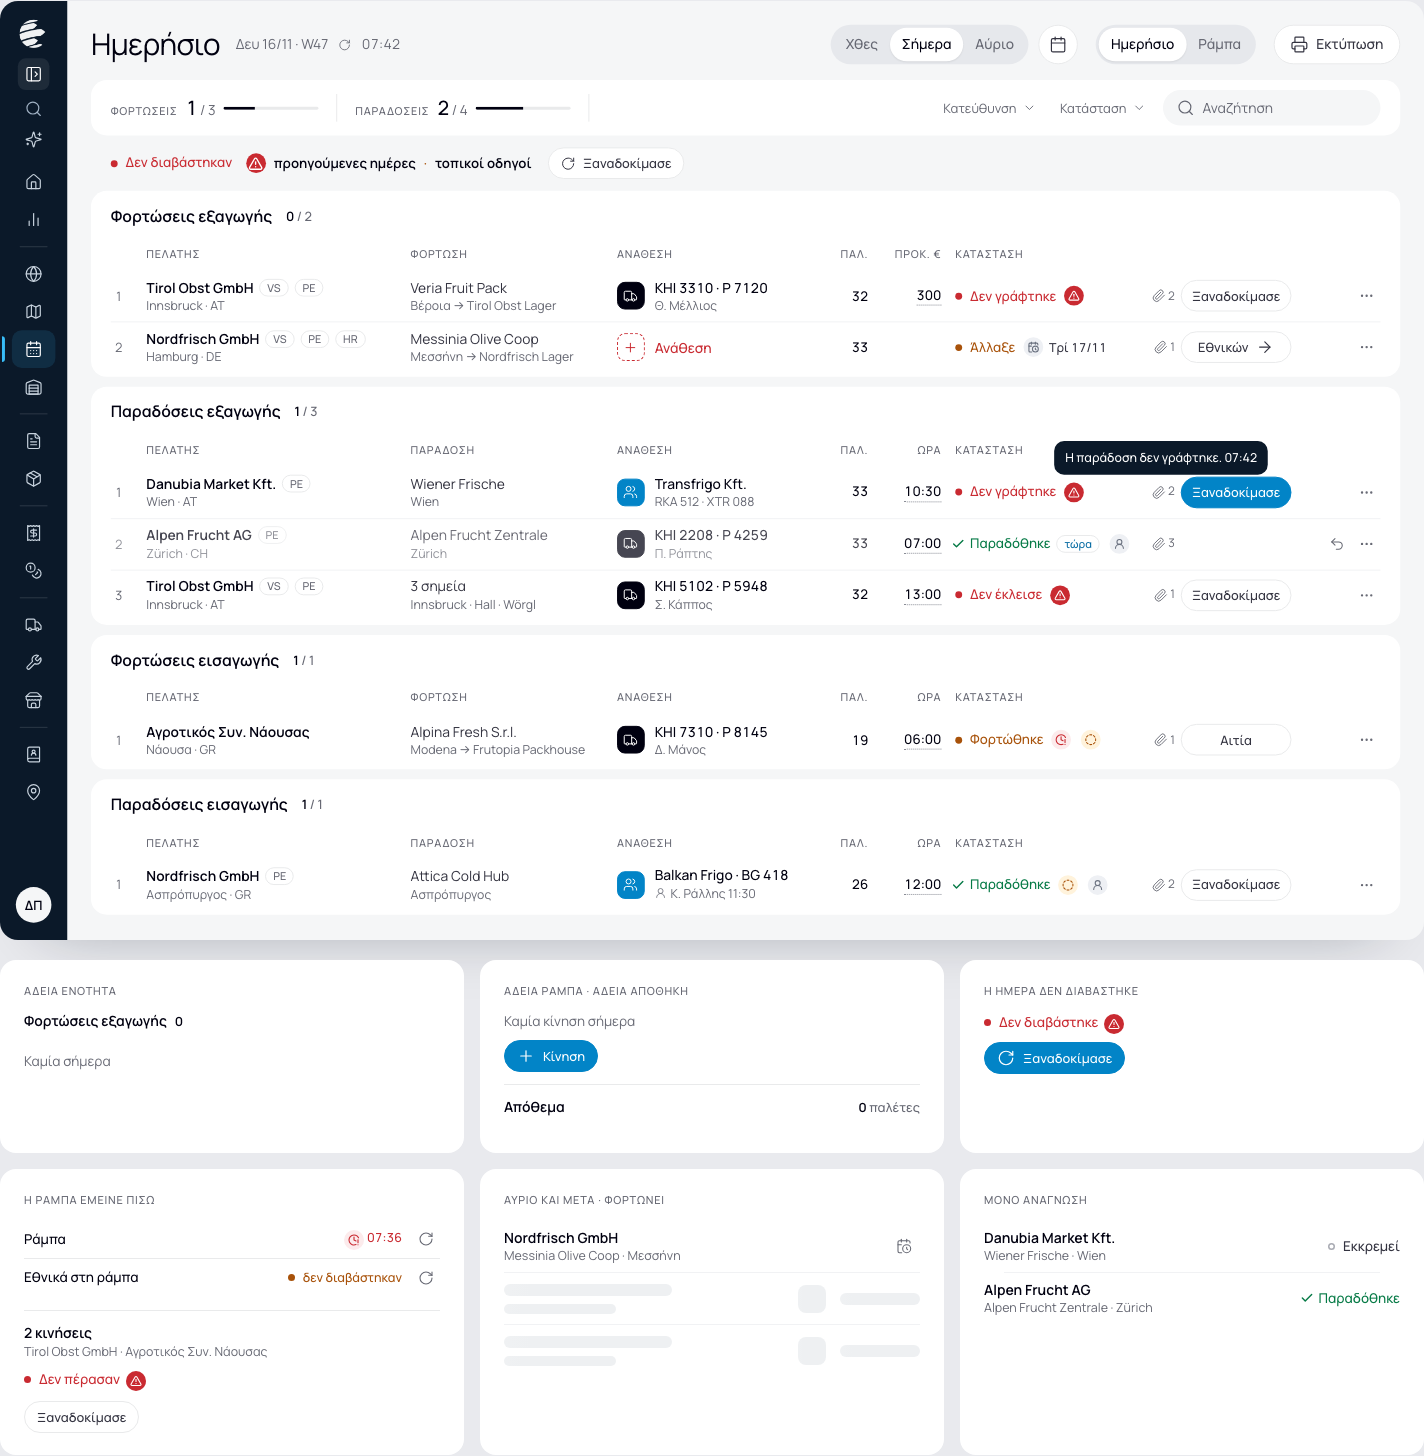 Ημερήσιο Δευ 16/11 · W47 07:42 Χθες Σήμερα Αύριο Ημερήσιο Ράμπα Εκτύπωση
ΦΟΡΤΩΣΕΙΣ 1 / 3 ΠΑΡΑΔΟΣΕΙΣ 2 / 4 Κατεύθυνση Κατάσταση Αναζήτηση
Δεν διαβάστηκαν προηγούμενες ημέρες · τοπικοί οδηγοί Ξαναδοκίμασε
Φορτώσεις εξαγωγής 0 / 2
ΠΕΛΑΤΗΣ ΦΟΡΤΩΣΗ ΑΝΑΘΕΣΗ ΠΑΛ. ΠΡΟΚ. € ΚΑΤΑΣΤΑΣΗ
1 Tirol Obst GmbH VS PE Veria Fruit Pack KHI 3310 · P 7120 32 300 Δεν γράφτηκε 2 Ξαναδοκίμασε
Innsbruck · AT Βέροια → Tirol Obst Lager Θ. Μέλλιος
2 Nordfrisch GmbH VS PE HR Messinia Olive Coop Ανάθεση 33 Άλλαξε Τρί 17/11 1 Εθνικών
Hamburg · DE Μεσσήνη → Nordfrisch Lager
Παραδόσεις εξαγωγής 1 / 3
ΠΕΛΑΤΗΣ ΠΑΡΑΔΟΣΗ ΑΝΑΘΕΣΗ ΠΑΛ. ΩΡΑ ΚΑΤΑΣΤΑΣΗ
Η παράδοση δεν γράφτηκε. 07:42
1 Danubia Market Kft. PE Wiener Frische Transfrigo Kft. 33 10:30 Δεν γράφτηκε 2 Ξαναδοκίμασε
Wien · AT Wien RKA 512 · XTR 088
2 Alpen Frucht AG PE Alpen Frucht Zentrale KHI 2208 · P 4259 33 07:00 Παραδόθηκε τώρα 3
Zürich · CH Zürich Π. Ράπτης
3 Tirol Obst GmbH VS PE 3 σημεία KHI 5102 · P 5948 32 13:00 Δεν έκλεισε 1 Ξαναδοκίμασε
Innsbruck · AT Innsbruck · Hall · Wörgl Σ. Κάππος
Φορτώσεις εισαγωγής 1 / 1
ΠΕΛΑΤΗΣ ΦΟΡΤΩΣΗ ΑΝΑΘΕΣΗ ΠΑΛ. ΩΡΑ ΚΑΤΑΣΤΑΣΗ
1 Αγροτικός Συν. Νάουσας Alpina Fresh S.r.l. KHI 7310 · P 8145 19 06:00 Φορτώθηκε 1 Αιτία
Νάουσα · GR Modena → Frutopia Packhouse Δ. Μάνος
Παραδόσεις εισαγωγής 1 / 1
ΠΕΛΑΤΗΣ ΠΑΡΑΔΟΣΗ ΑΝΑΘΕΣΗ ΠΑΛ. ΩΡΑ ΚΑΤΑΣΤΑΣΗ
1 Nordfrisch GmbH PE Attica Cold Hub Balkan Frigo · BG 418 26 12:00 Παραδόθηκε 2 Ξαναδοκίμασε
Ασπρόπυργος · GR Ασπρόπυργος Κ. Ράλλης 11:30
ΔΠ
ΑΔΕΙΑ ΕΝΟΤΗΤΑ
Φορτώσεις εξαγωγής 0
Καμία σήμερα
ΑΔΕΙΑ ΡΑΜΠΑ · ΑΔΕΙΑ ΑΠΟΘΗΚΗ
Καμία κίνηση σήμερα
Κίνηση
Απόθεμα 0 παλέτες
Η ΗΜΕΡΑ ΔΕΝ ΔΙΑΒΑΣΤΗΚΕ
Δεν διαβάστηκε
Ξαναδοκίμασε
Η ΡΑΜΠΑ ΕΜΕΙΝΕ ΠΙΣΩ
Ράμπα 07:36
Εθνικά στη ράμπα δεν διαβάστηκαν
2 κινήσεις
Tirol Obst GmbH · Αγροτικός Συν. Νάουσας
Δεν πέρασαν
Ξαναδοκίμασε
ΑΥΡΙΟ ΚΑΙ ΜΕΤΑ · ΦΟΡΤΩΝΕΙ
Nordfrisch GmbH
Messinia Olive Coop · Μεσσήνη
ΜΟΝΟ ΑΝΑΓΝΩΣΗ
Danubia Market Kft. Εκκρεμεί
Wiener Frische · Wien
Alpen Frucht AG Παραδόθηκε
Alpen Frucht Zentrale · Zürich